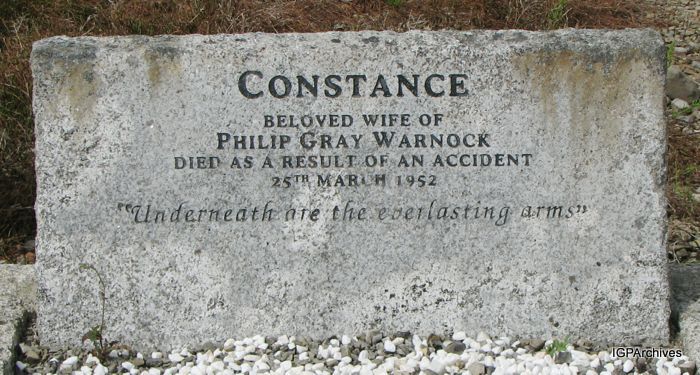 CONSTANCE
BELOVED WIFE OF
PHILIP GRAY WARNOCK
DIED AS A RESULT OF AN ACCIDENT
25TH MARCH 1952
"Underneath are the everlasting arms"
IGPArchives